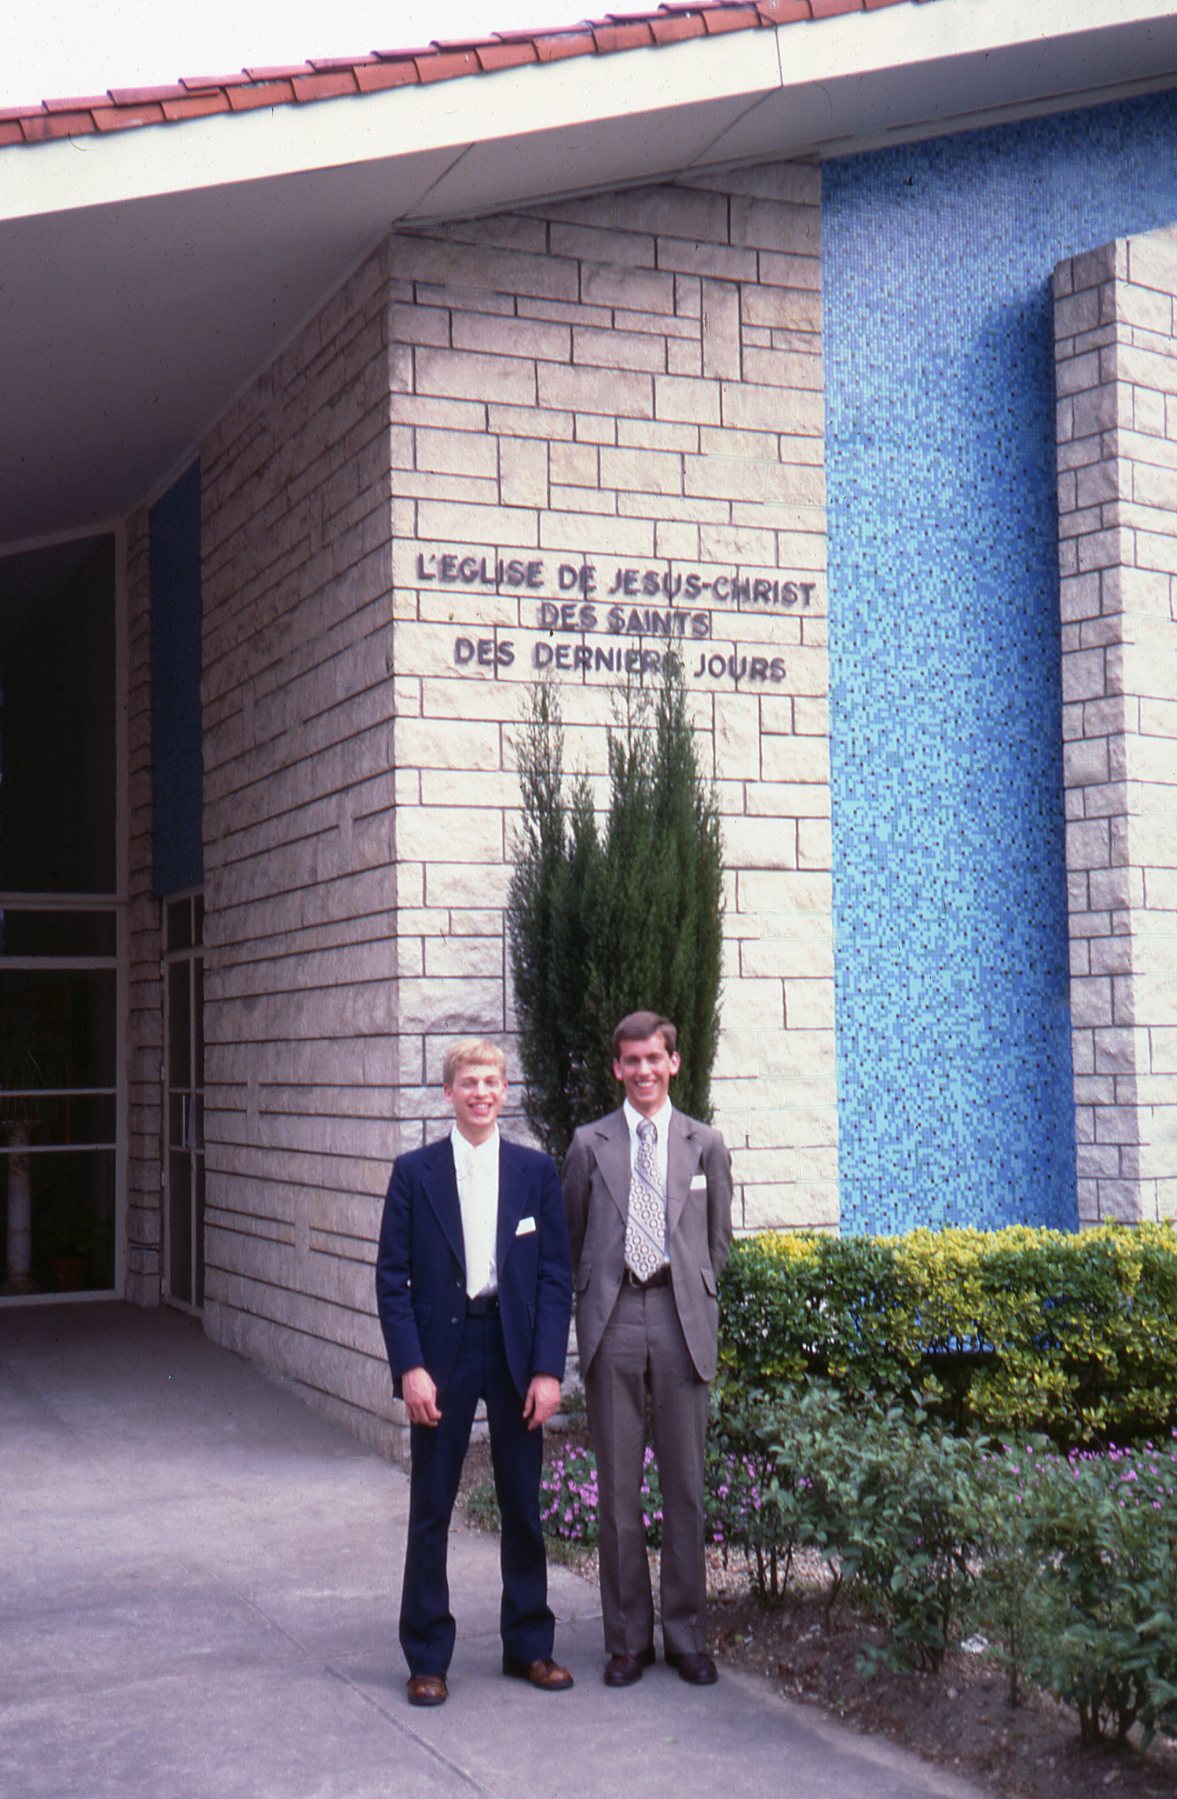 L'EGLISE DE JESUS-CHRIST
DES SAINTS
DES DERNIERS JOURS